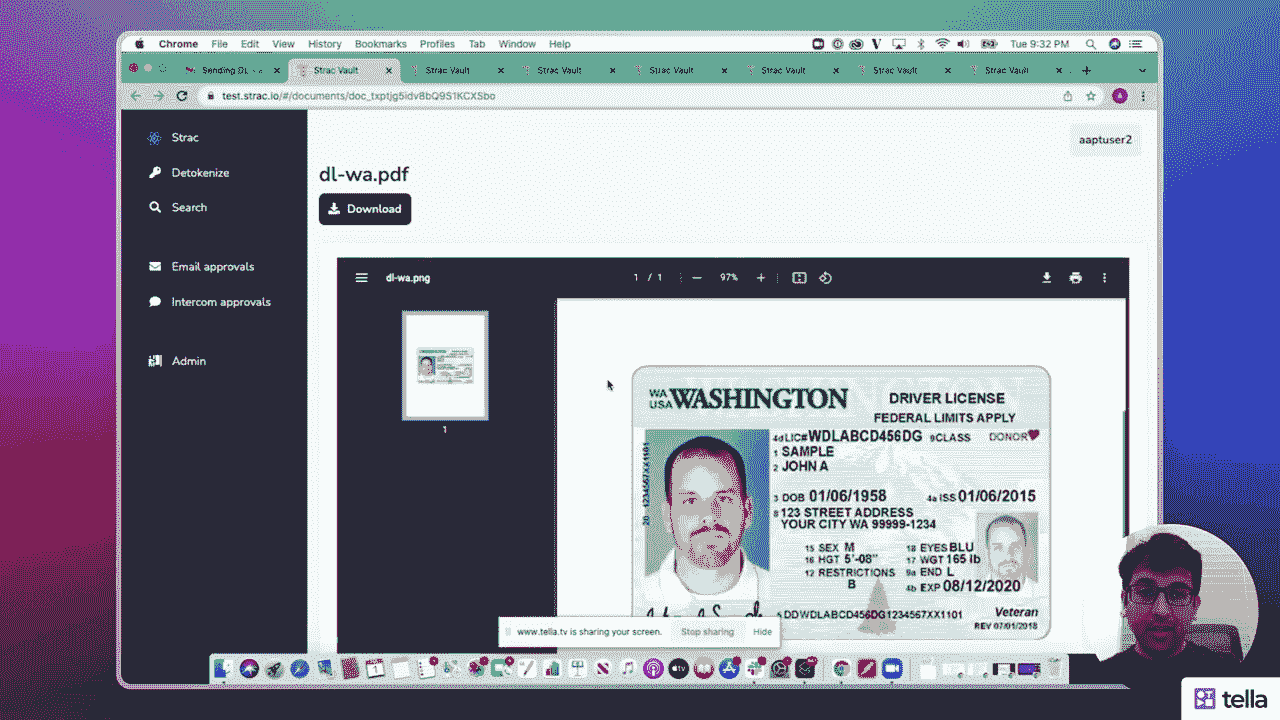 Chrome File Edit View History Bookmarks Profiles Tab Window Help Tue 9:32 PM
Sending DL - Strac Vault Strac Vault Strac Vault Strac Vault Strac Vault Strac Vault Strac Vault
test.strac.io/#/documents/doc_txptjg5idv8bQ9S1KCXSbo
Strac
Detokenize
Search
Email approvals
Intercom approvals
Admin
aaptuser2
dl-wa.pdf
Download
dl-wa.png 1 / 1 97%
1
WA
USA WASHINGTON DRIVER LICENSE
FEDERAL LIMITS APPLY
4d LIC# WDLABCD456DG 9 CLASS DONOR
1 SAMPLE
2 JOHN A
3 DOB 01/06/1958 4a ISS 01/06/2015
8 123 STREET ADDRESS
YOUR CITY WA 99999-1234
15 SEX M 18 EYES BLU
16 HGT 5'-08" 17 WGT 165 lb
12 RESTRICTIONS 9a END L
B 4b EXP 08/12/2020
5 DDWDLABCD456DG1234567XX1101 Veteran
REV 07/01/2018
www.tella.tv is sharing your screen. Stop sharing Hide
tella